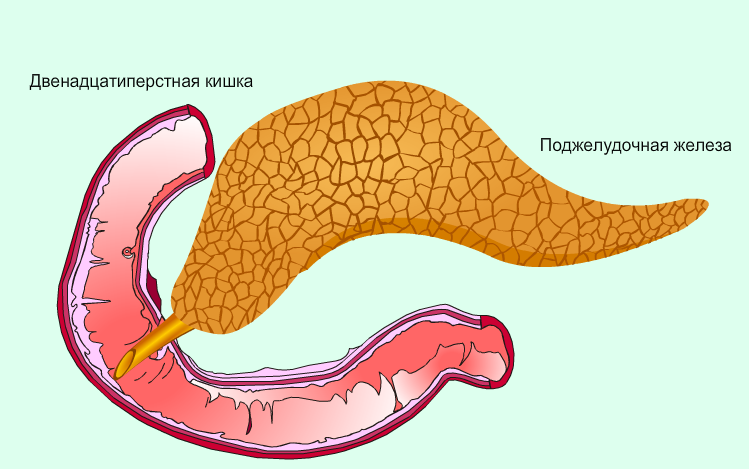 Двенадцатиперстная кишка
Поджелудочная железа